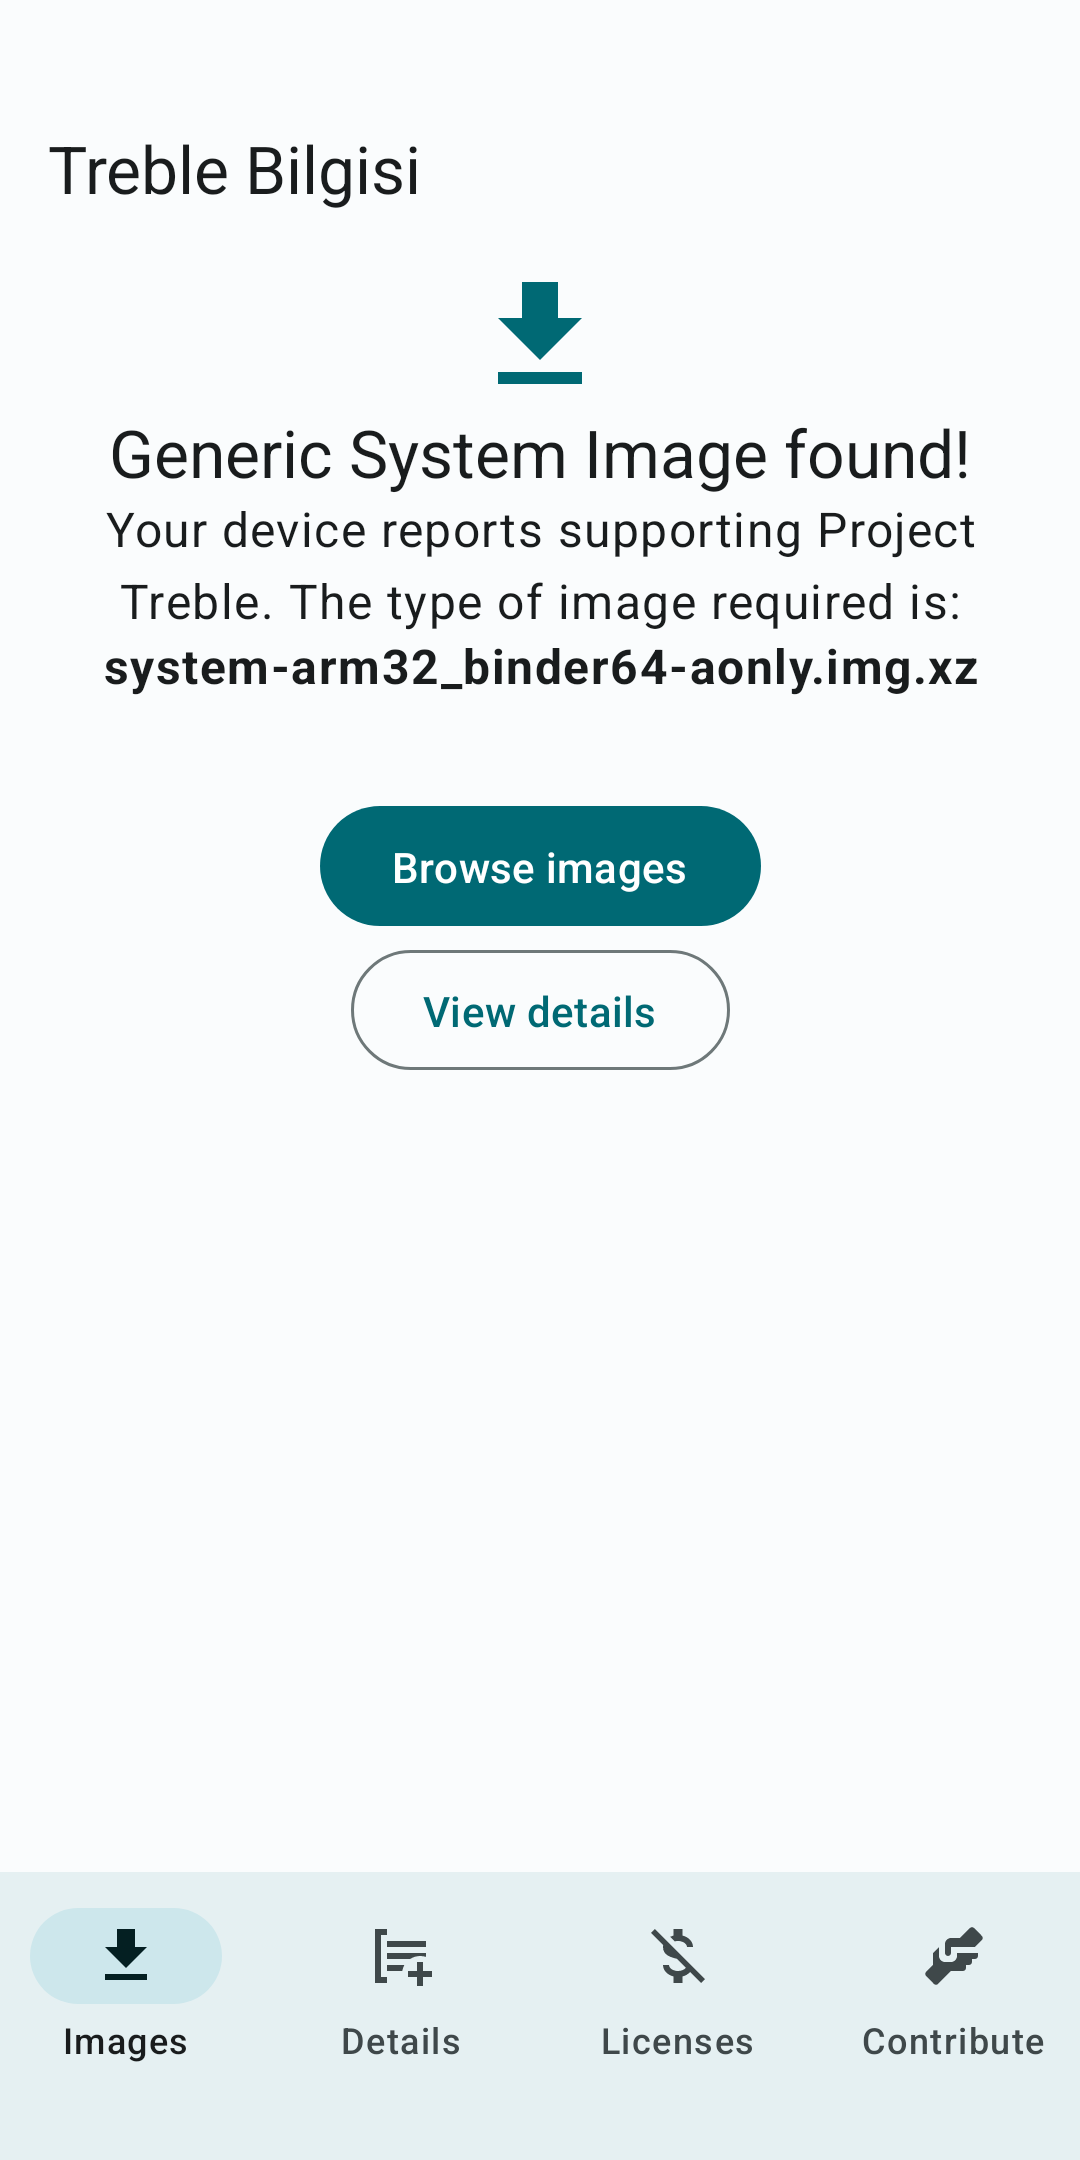 Treble Bilgisi
Generic System Image found!
Your device reports supporting Project
Treble. The type of image required is:
system-arm32_binder64-aonly.img.xz
Browse images
View details
Images
Details
Licenses
Contribute